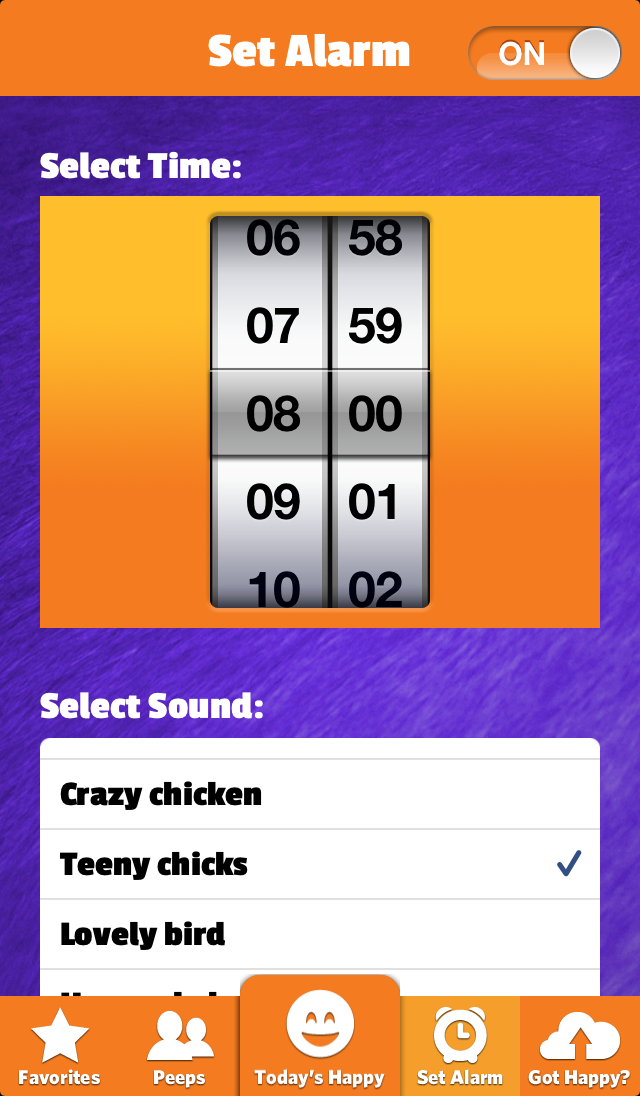 Set Alarm
ON
Select Time:
06 58
07 59
08 00
09 01
10 02
Select Sound:
Crazy chicken
Teeny chicks
Lovely bird
Favorites
Peeps
Today's Happy
Set Alarm
Got Happy?